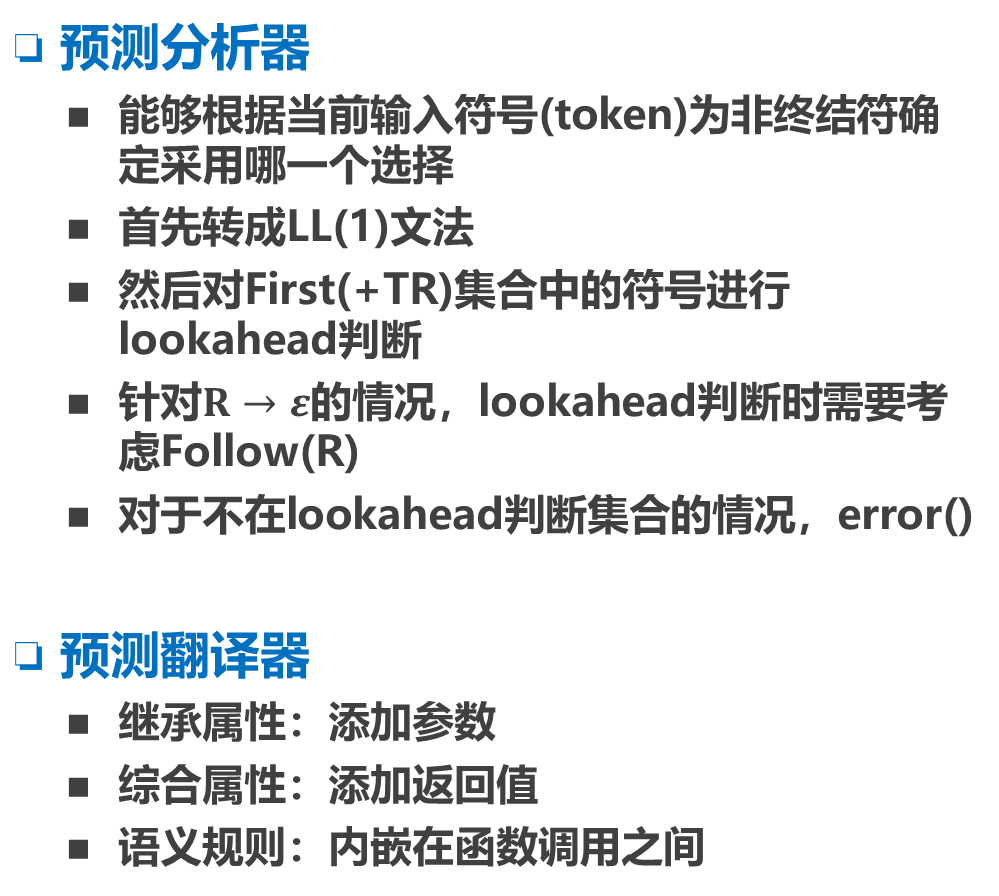 预测分析器
能够根据当前输入符号(token)为非终结符确
定采用哪一个选择
首先转成LL(1)文法
然后对First(+TR)集合中的符号进行
lookahead判断
针对R → ε的情况，lookahead判断时需要考
虑Follow(R)
对于不在lookahead判断集合的情况，error()
预测翻译器
继承属性：添加参数
综合属性：添加返回值
语义规则：内嵌在函数调用之间